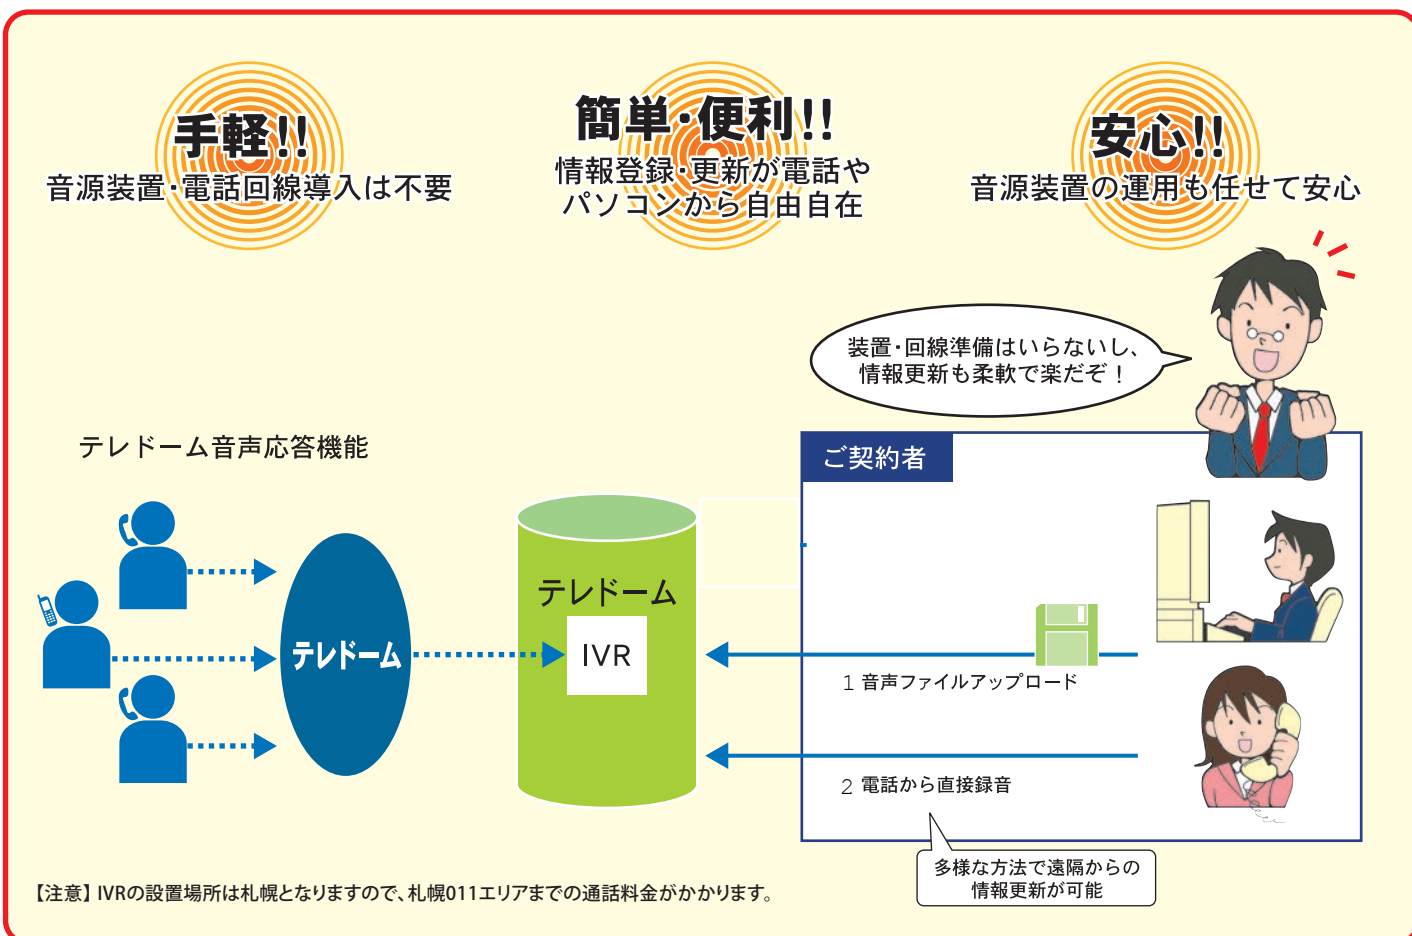 手軽!!
音源装置・電話回線導入は不要
簡単・便利!!
情報登録・更新が電話や
パソコンから自由自在
安心!!
音源装置の運用も任せて安心
装置・回線準備はいらないし、
情報更新も柔軟で楽だぞ！
テレドーム音声応答機能
ご契約者
テレドーム
テレドーム
IVR
1 音声ファイルアップロード
2 電話から直接録音
多様な方法で遠隔からの
情報更新が可能
【注意】IVRの設置場所は札幌となりますので、札幌011エリアまでの通話料金がかかります。